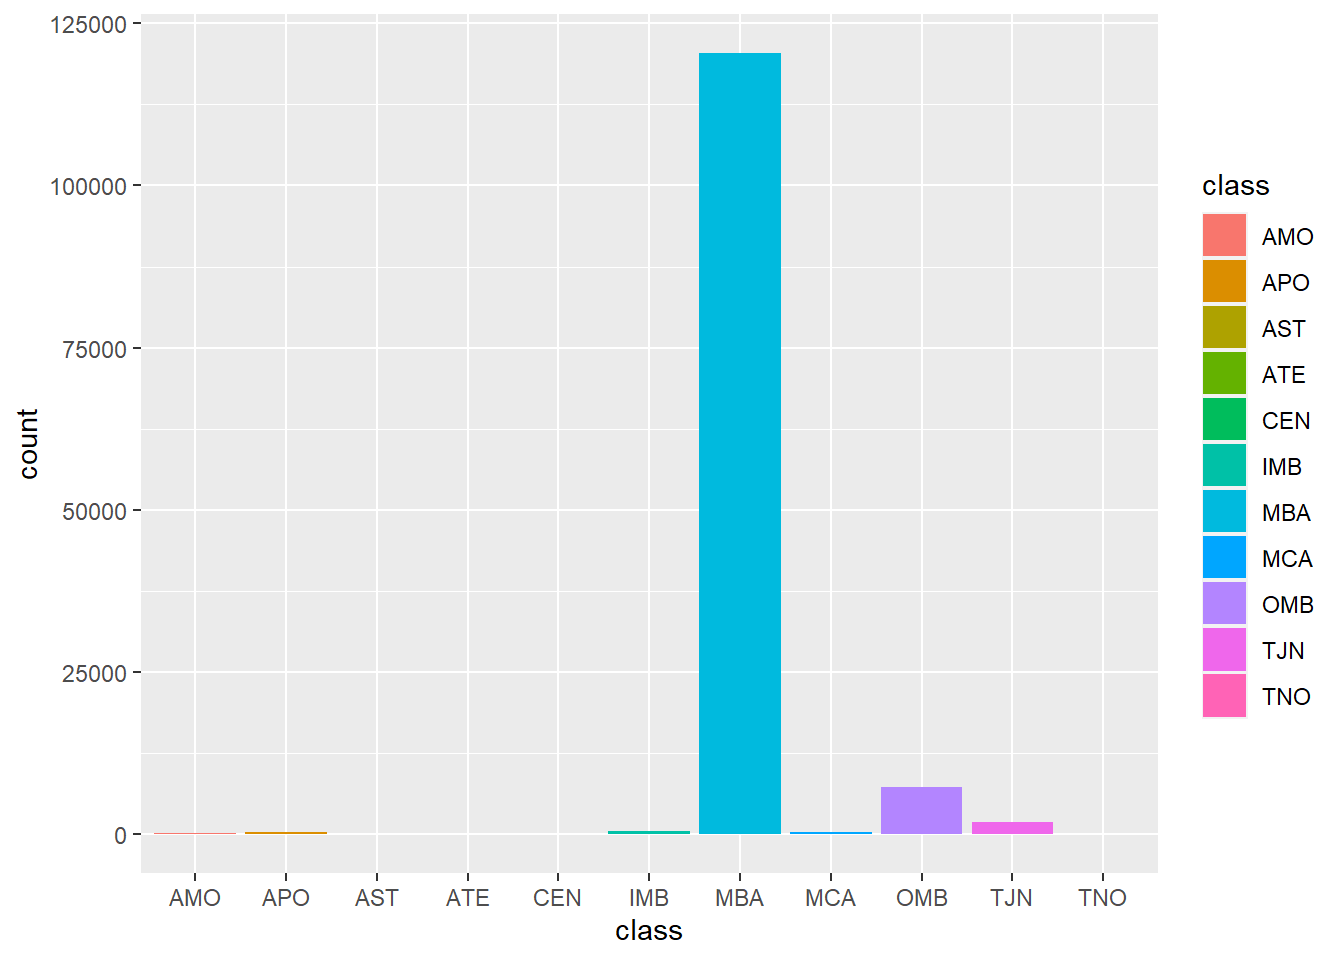 125000
100000
75000
50000
25000
0
count
AMO APO AST ATE CEN IMB MBA MCA OMB TJN TNO
class
class
AMO
APO
AST
ATE
CEN
IMB
MBA
MCA
OMB
TJN
TNO